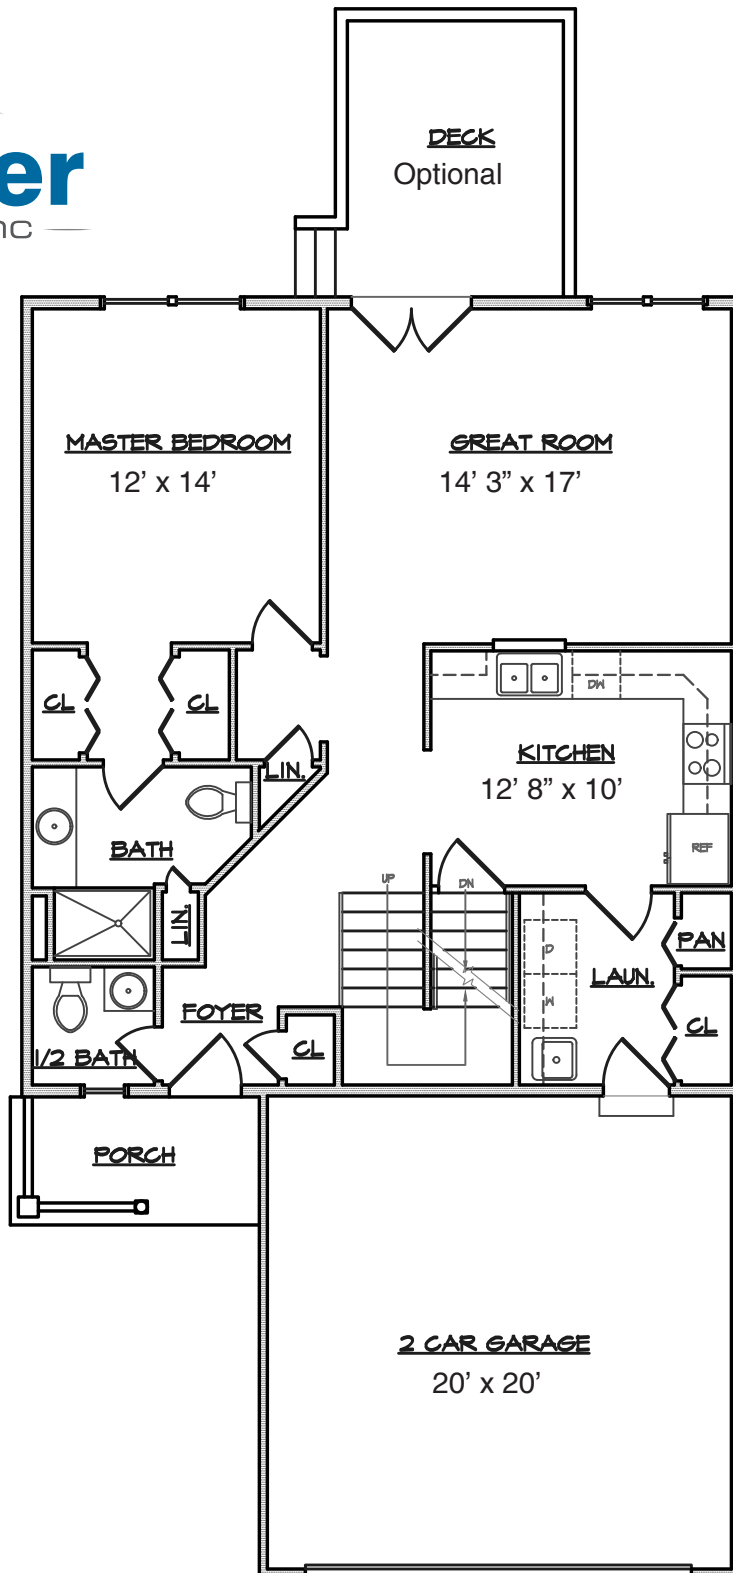 er
nc
DECK
Optional
MASTER BEDROOM
12' x 14'
GREAT ROOM
14' 3" x 17'
CL
CL
DW
KITCHEN
12' 8" x 10'
LIN.
BATH
REF
UP
DN
LIN.
D
PAN
LAUN.
W
FOYER
CL
CL
1/2 BATH
PORCH
2 CAR GARAGE
20' x 20'